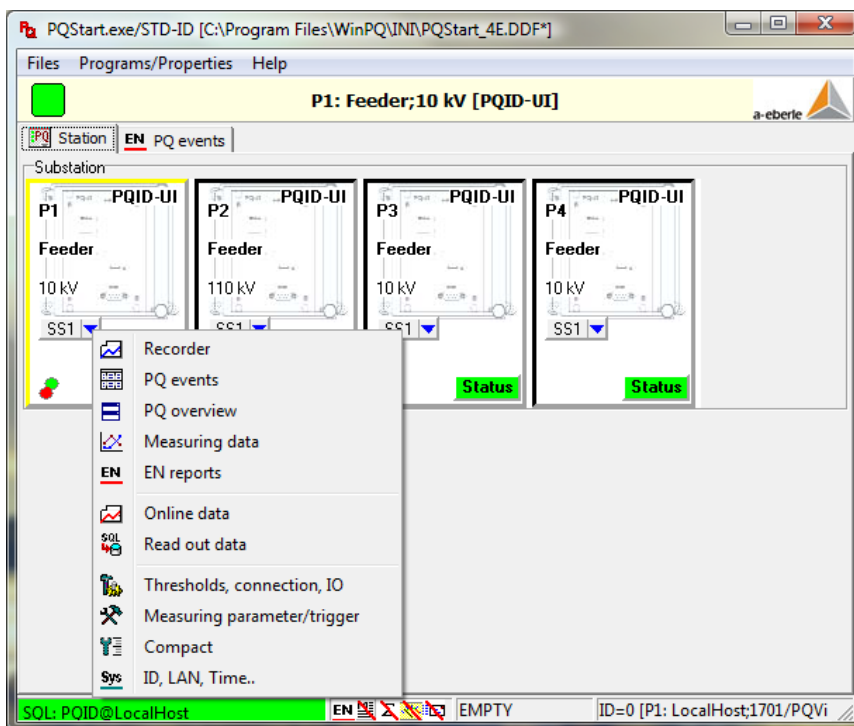 PQStart.exe/STD-ID [C:\Program Files\WinPQ\INI\PQStart_4E.DDF*]
Files Programs/Properties Help
P1: Feeder;10 kV [PQID-UI]
a-eberle
PQ Station EN PQ events
Substation
P1 PQID-UI P2 PQID-UI P3 PQID-UI P4 PQID-UI
Feeder Feeder Feeder Feeder
10 kV 110 kV 10 kV 10 kV
SS1 SS1 SS1 SS1
Status Status
Recorder
PQ events
PQ overview
Measuring data
EN EN reports
Online data
SQL Read out data
Thresholds, connection, IO
Measuring parameter/trigger
Compact
Sys ID, LAN, Time..
SQL: PQID@LocalHost EN EMPTY ID=0 [P1: LocalHost;1701/PQVi